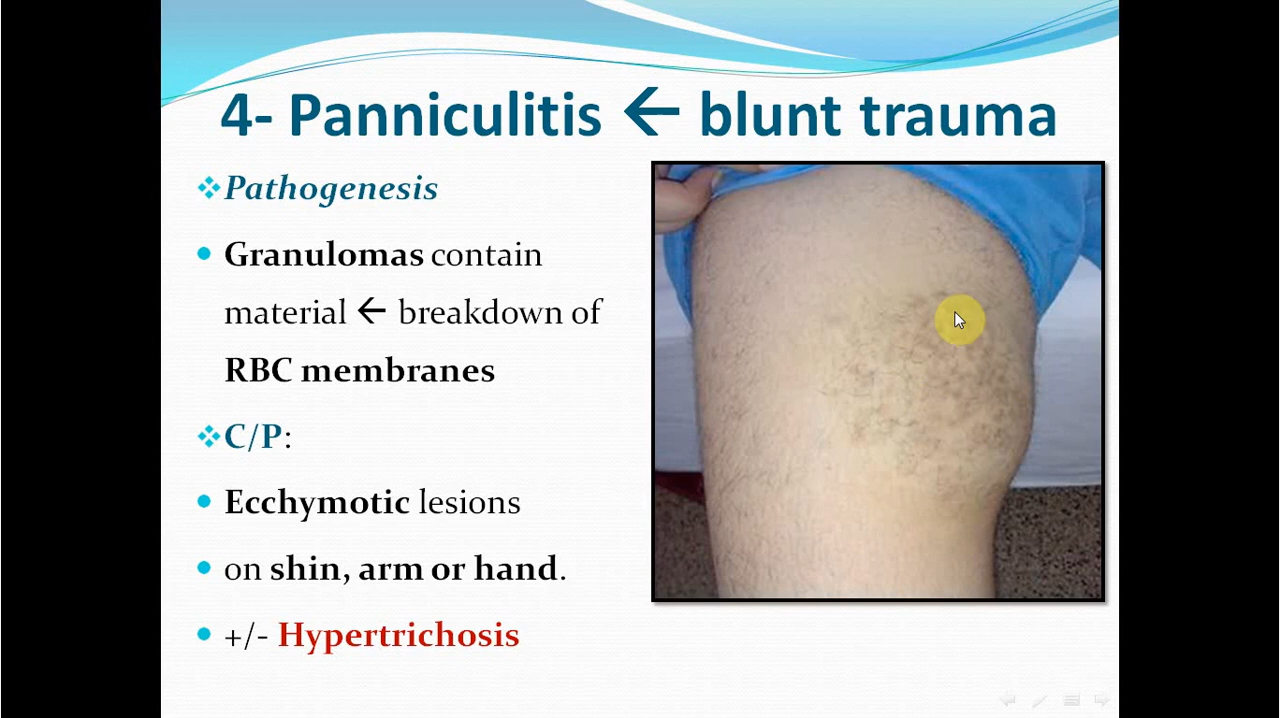 4- Panniculitis ← blunt trauma
❖Pathogenesis
• Granulomas contain
material ← breakdown of
RBC membranes
❖C/P:
• Ecchymotic lesions
• on shin, arm or hand.
• +/- Hypertrichosis